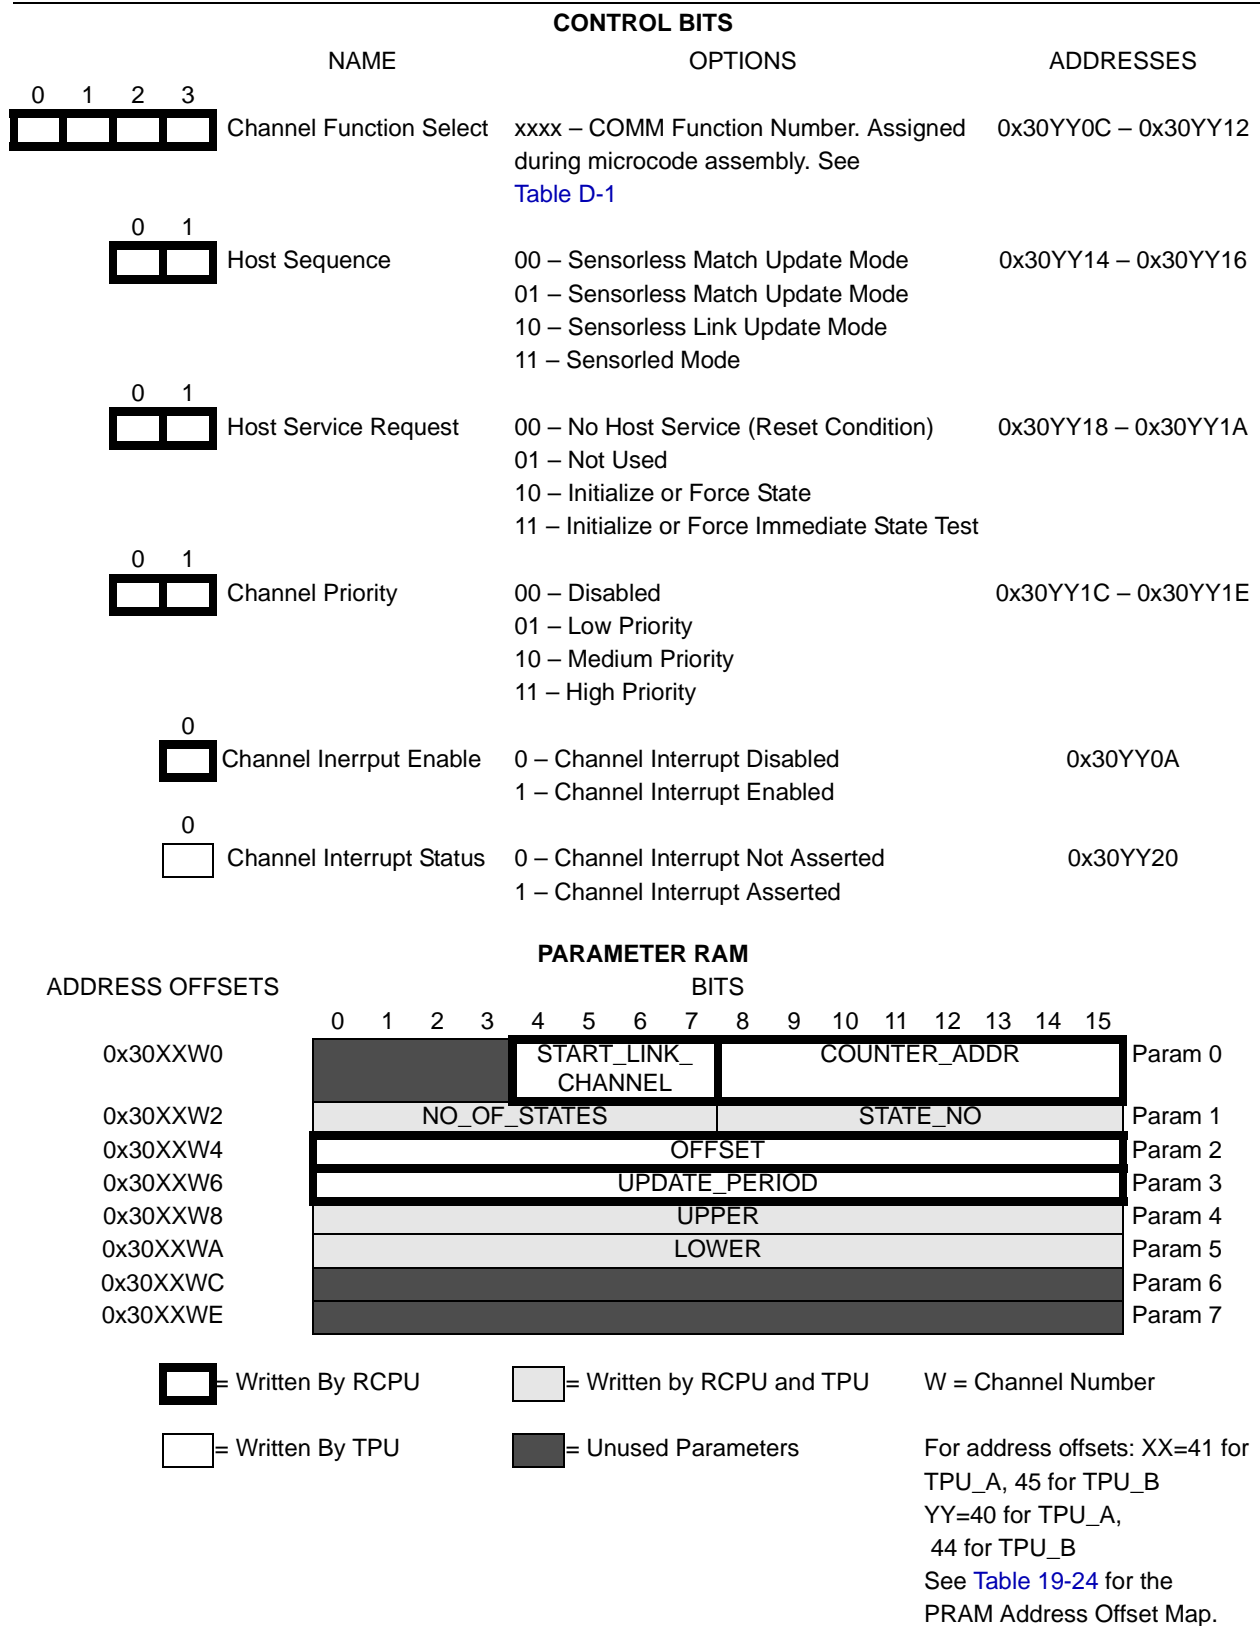 CONTROL BITS
NAME OPTIONS ADDRESSES
0 1 2 3
Channel Function Select xxxx – COMM Function Number. Assigned 0x30YY0C – 0x30YY12
during microcode assembly. See
Table D-1
0 1
Host Sequence 00 – Sensorless Match Update Mode 0x30YY14 – 0x30YY16
01 – Sensorless Match Update Mode
10 – Sensorless Link Update Mode
11 – Sensorled Mode
0 1
Host Service Request 00 – No Host Service (Reset Condition) 0x30YY18 – 0x30YY1A
01 – Not Used
10 – Initialize or Force State
11 – Initialize or Force Immediate State Test
0 1
Channel Priority 00 – Disabled 0x30YY1C – 0x30YY1E
01 – Low Priority
10 – Medium Priority
11 – High Priority
0
Channel Inerrput Enable 0 – Channel Interrupt Disabled 0x30YY0A
1 – Channel Interrupt Enabled
0
Channel Interrupt Status 0 – Channel Interrupt Not Asserted 0x30YY20
1 – Channel Interrupt Asserted
PARAMETER RAM
ADDRESS OFFSETS BITS
0 1 2 3 4 5 6 7 8 9 10 11 12 13 14 15
0x30XXW0 START_LINK_ COUNTER_ADDR Param 0
CHANNEL
0x30XXW2 NO_OF_STATES STATE_NO Param 1
0x30XXW4 OFFSET Param 2
0x30XXW6 UPDATE_PERIOD Param 3
0x30XXW8 UPPER Param 4
0x30XXWA LOWER Param 5
0x30XXWC Param 6
0x30XXWE Param 7
= Written By RCPU = Written by RCPU and TPU W = Channel Number
= Written By TPU = Unused Parameters For address offsets: XX=41 for
TPU_A, 45 for TPU_B
YY=40 for TPU_A,
44 for TPU_B
See Table 19-24 for the
PRAM Address Offset Map.